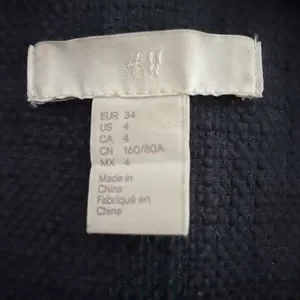 H&M
EUR 34
US 4
CA 4
CN 160/80A
MX 4
Made in
China
Fabriqué en
Chine